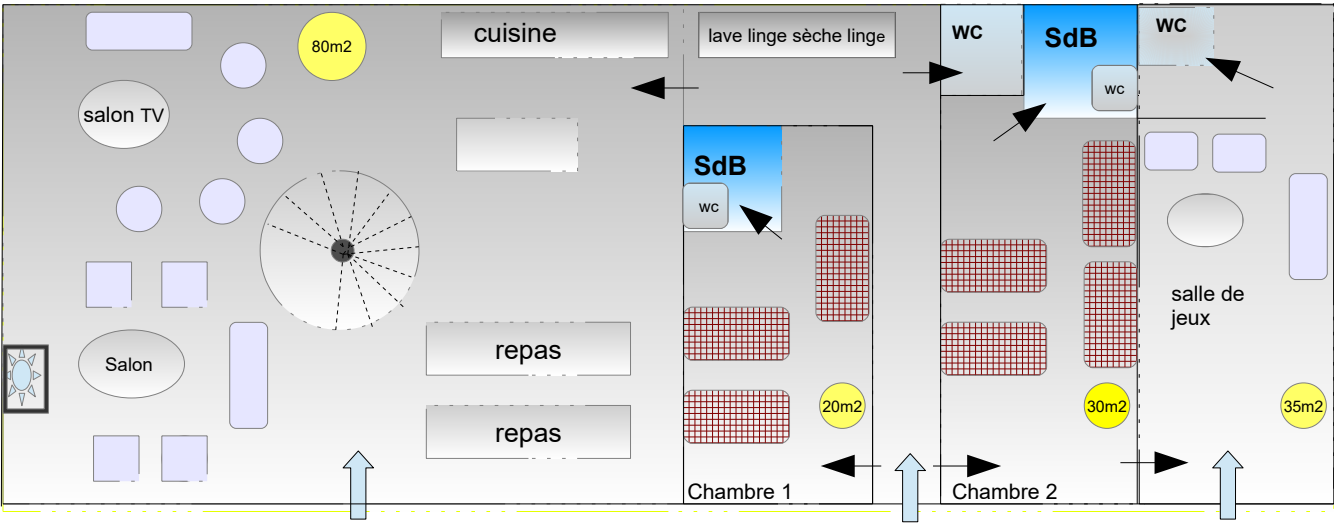 cuisine
80m2
lave linge sèche linge
WC
SdB
WC
wc
salon TV
SdB
wc
salle de
jeux
Salon
repas
20m2
30m2
35m2
repas
Chambre 1
Chambre 2